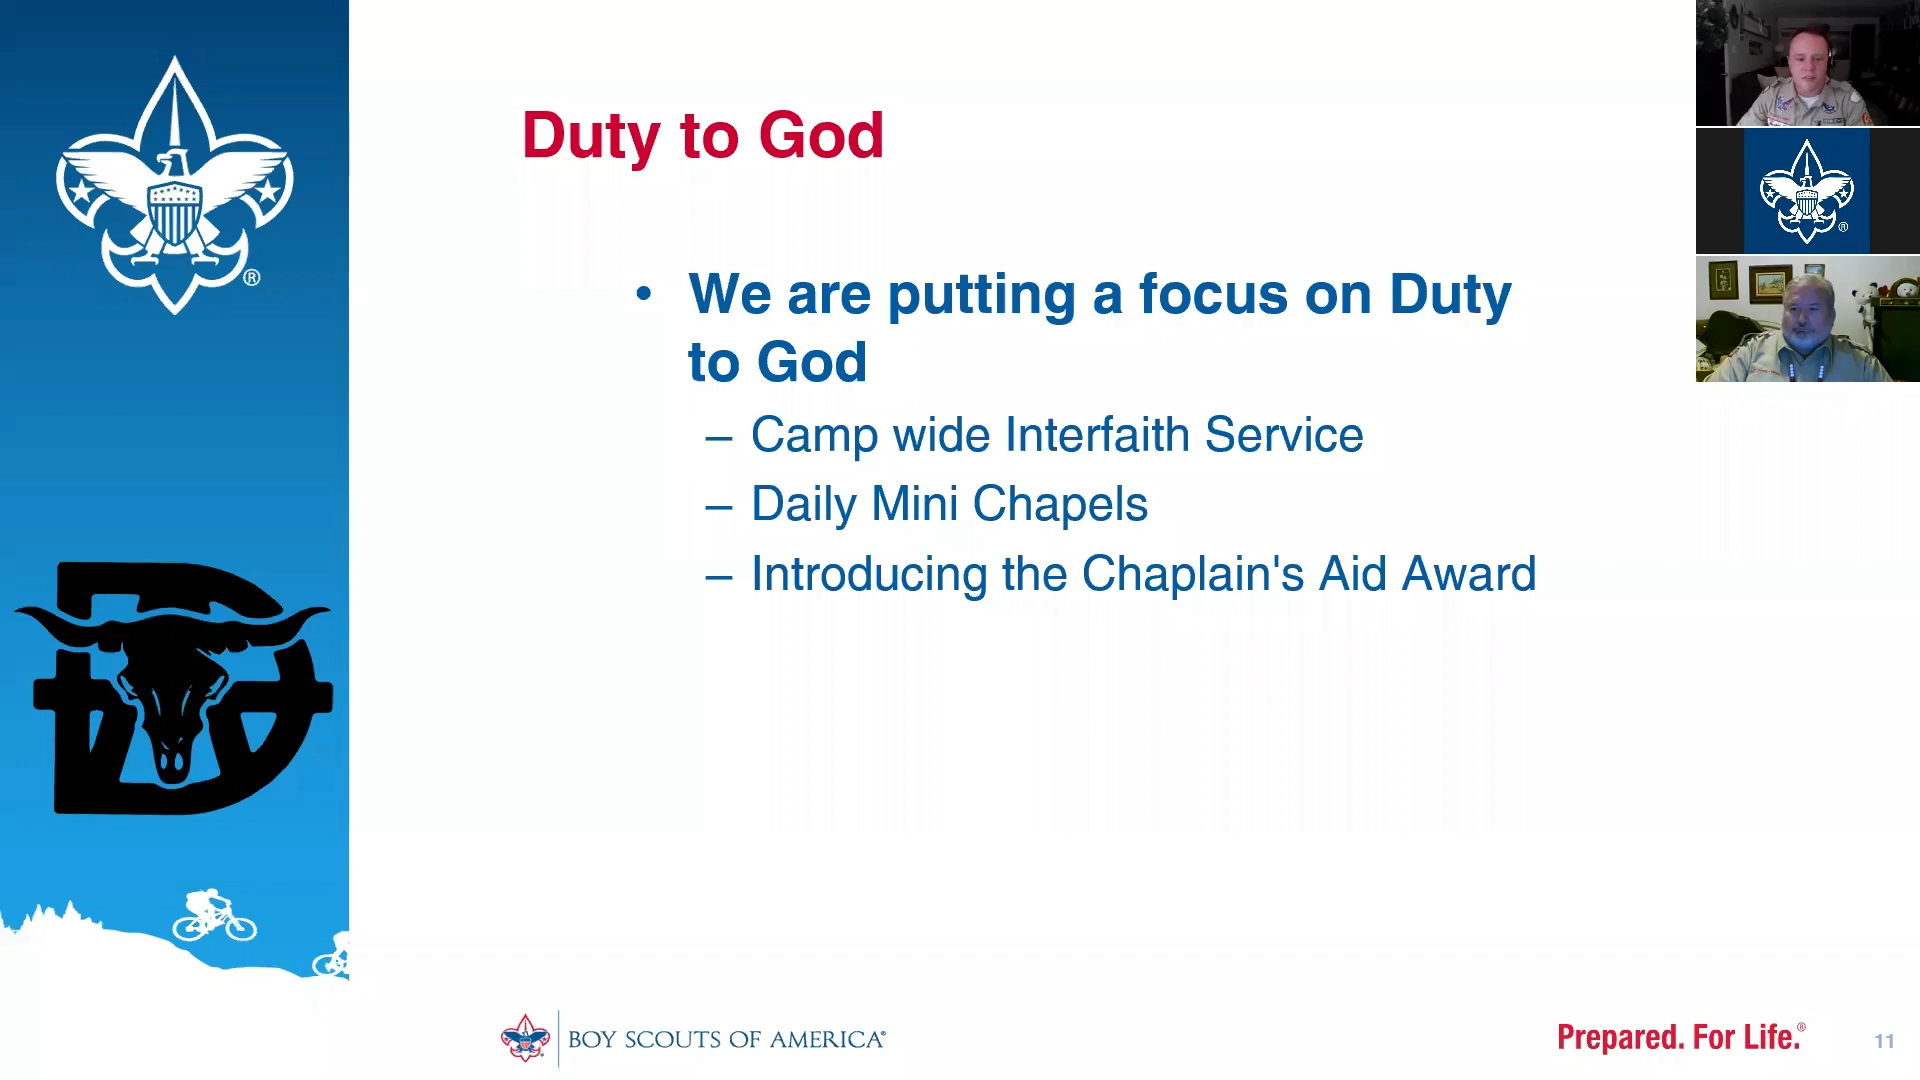 Duty to God
• We are putting a focus on Duty
to God
– Camp wide Interfaith Service
– Daily Mini Chapels
– Introducing the Chaplain's Aid Award
BOY SCOUTS OF AMERICA®
Prepared. For Life.®
11